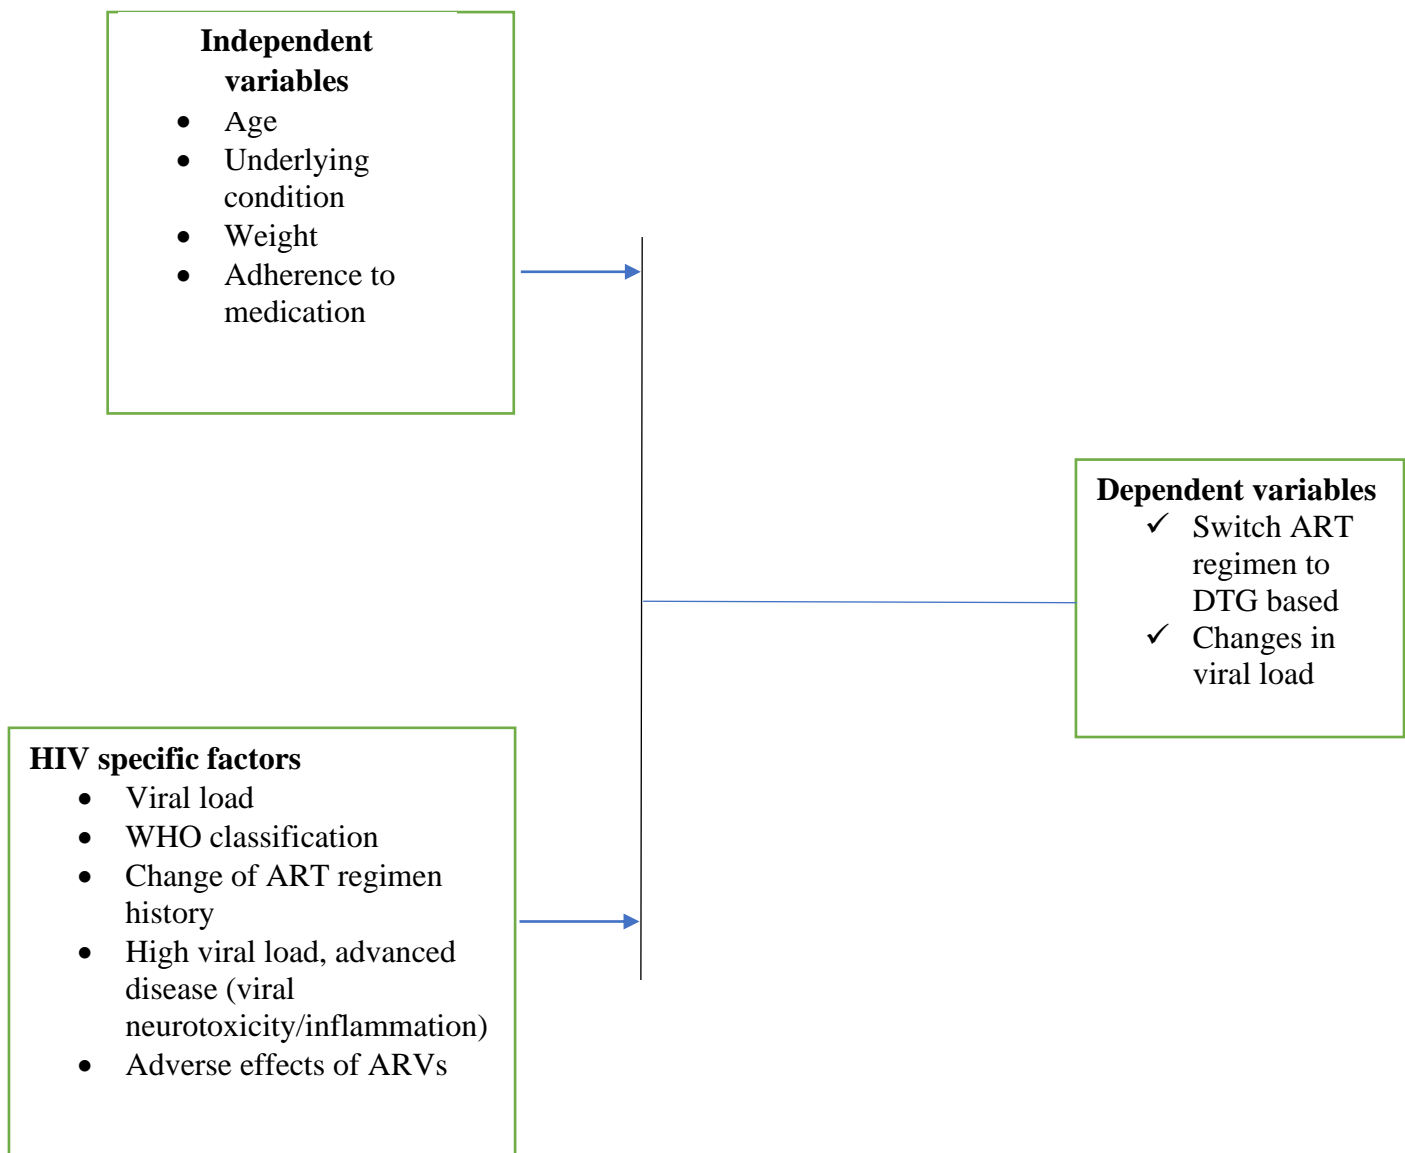 Independent
variables
• Age
• Underlying
condition
• Weight
• Adherence to
medication
Dependent variables
✓ Switch ART
regimen to
DTG based
✓ Changes in
viral load
HIV specific factors
• Viral load
• WHO classification
• Change of ART regimen
history
• High viral load, advanced
disease (viral
neurotoxicity/inflammation)
• Adverse effects of ARVs